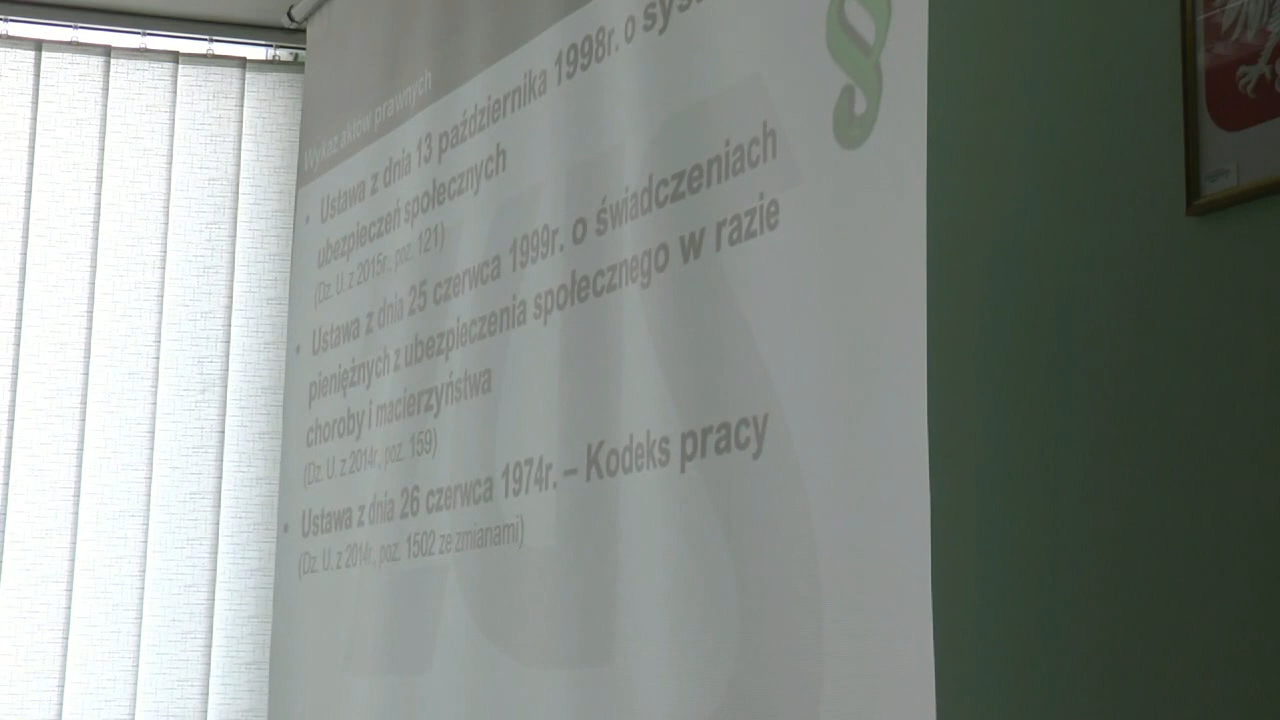 Wykaz aktów prawnych
• Ustawa z dnia 13 października 1998r. o
ubezpieczeń społecznych
(Dz. U. z 2015r., poz. 121)
• Ustawa z dnia 25 czerwca 1999r. o świadczeniach
pieniężnych z ubezpieczenia społecznego w razie
choroby i macierzyństwa
(Dz. U. z 2014r., poz. 159)
• Ustawa z dnia 26 czerwca 1974r. – Kodeks pracy
(Dz. U. z 2014r., poz. 1502 ze zmianami)
§